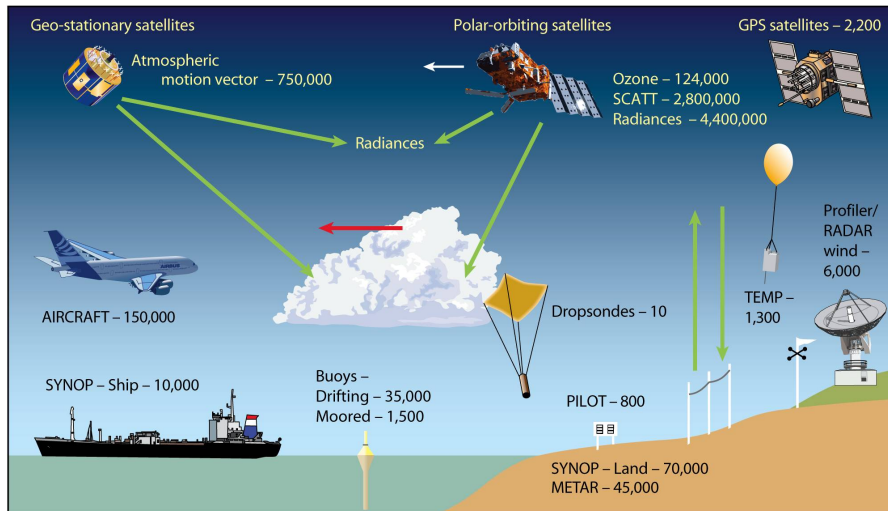 Geo-stationary satellites
Polar-orbiting satellites
GPS satellites – 2,200
Atmospheric
motion vector – 750,000
Ozone – 124,000
SCATT – 2,800,000
Radiances – 4,400,000
Radiances
Profiler/
RADAR
wind –
6,000
AIRBUS
AIRCRAFT – 150,000
Dropsondes – 10
TEMP –
1,300
SYNOP – Ship – 10,000
Buoys –
Drifting – 35,000
Moored – 1,500
PILOT – 800
SYNOP – Land – 70,000
METAR – 45,000